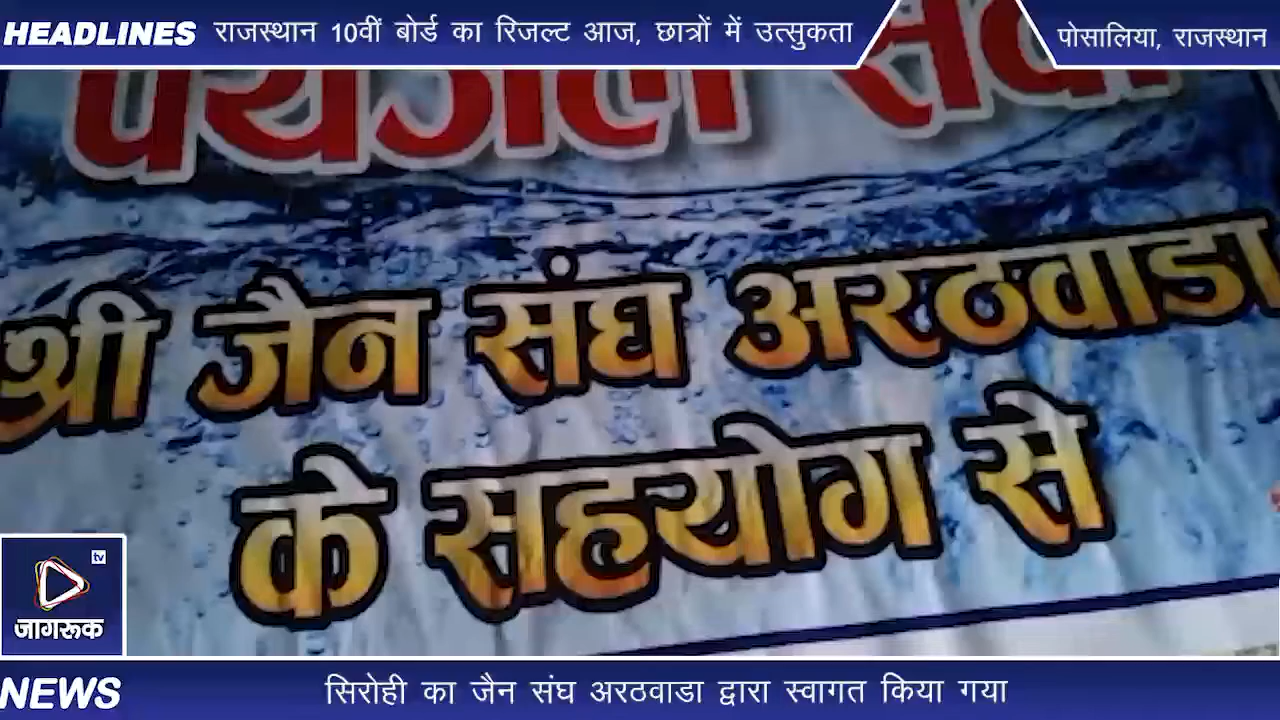 HEADLINES राजस्थान 10वीं बोर्ड का रिजल्ट आज, छात्रों में उत्सुकता
पोसालिया, राजस्थान
श्री जैन संघ अरठवाडा
के सहयोग से
tv
जागरूक
NEWS सिरोही का जैन संघ अरठवाडा द्वारा स्वागत किया गया